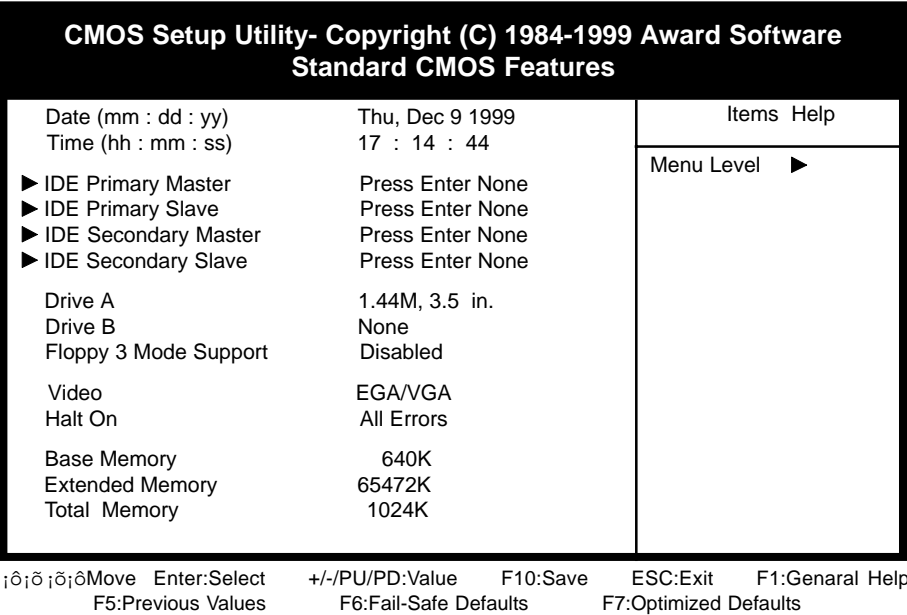 CMOS Setup Utility- Copyright (C) 1984-1999 Award Software
Standard CMOS Features
Date (mm : dd : yy) Thu, Dec 9 1999
Time (hh : mm : ss) 17 : 14 : 44
IDE Primary Master Press Enter None
IDE Primary Slave Press Enter None
IDE Secondary Master Press Enter None
IDE Secondary Slave Press Enter None
Drive A 1.44M, 3.5 in.
Drive B None
Floppy 3 Mode Support Disabled
Video EGA/VGA
Halt On All Errors
Base Memory 640K
Extended Memory 65472K
Total Memory 1024K
Items Help
Menu Level ▶
¡ô¡õ ¡õ¡ôMove Enter:Select +/-/PU/PD:Value F10:Save ESC:Exit F1:Genaral Help
F5:Previous Values F6:Fail-Safe Defaults F7:Optimized Defaults